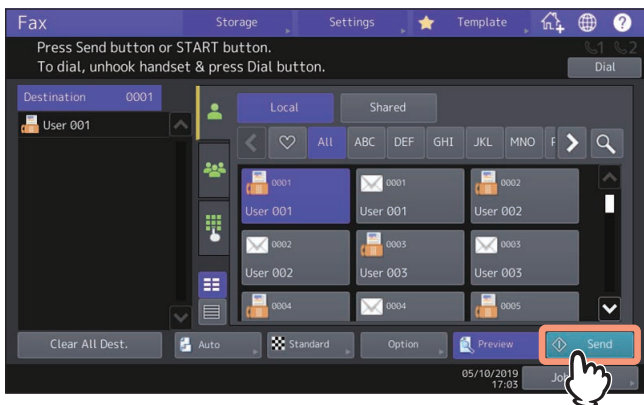 Fax
Storage
Settings
Template
?
Press Send button or START button.
To dial, unhook handset & press Dial button.
1
2
Dial
Destination 0001
User 001
Local
Shared
All
ABC
DEF
GHI
JKL
MNO
0001
User 001
0001
User 001
0002
User 002
0002
User 002
0003
User 003
0003
User 003
0004
0004
0005
Clear All Dest.
Auto
Standard
Option
Preview
Send
05/10/2019
17:03